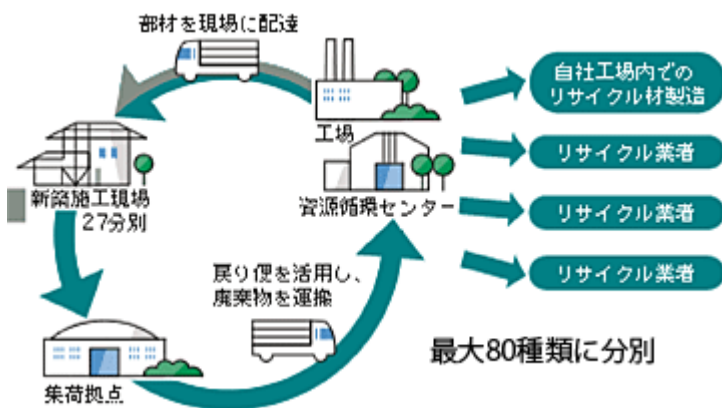 部材を現場に配達
工場
資源循環センター
新築施工現場
27分別
集荷拠点
戻り便を活用し、
廃棄物を運搬
自社工場内での
リサイクル材製造
リサイクル業者
リサイクル業者
リサイクル業者
最大80種類に分別